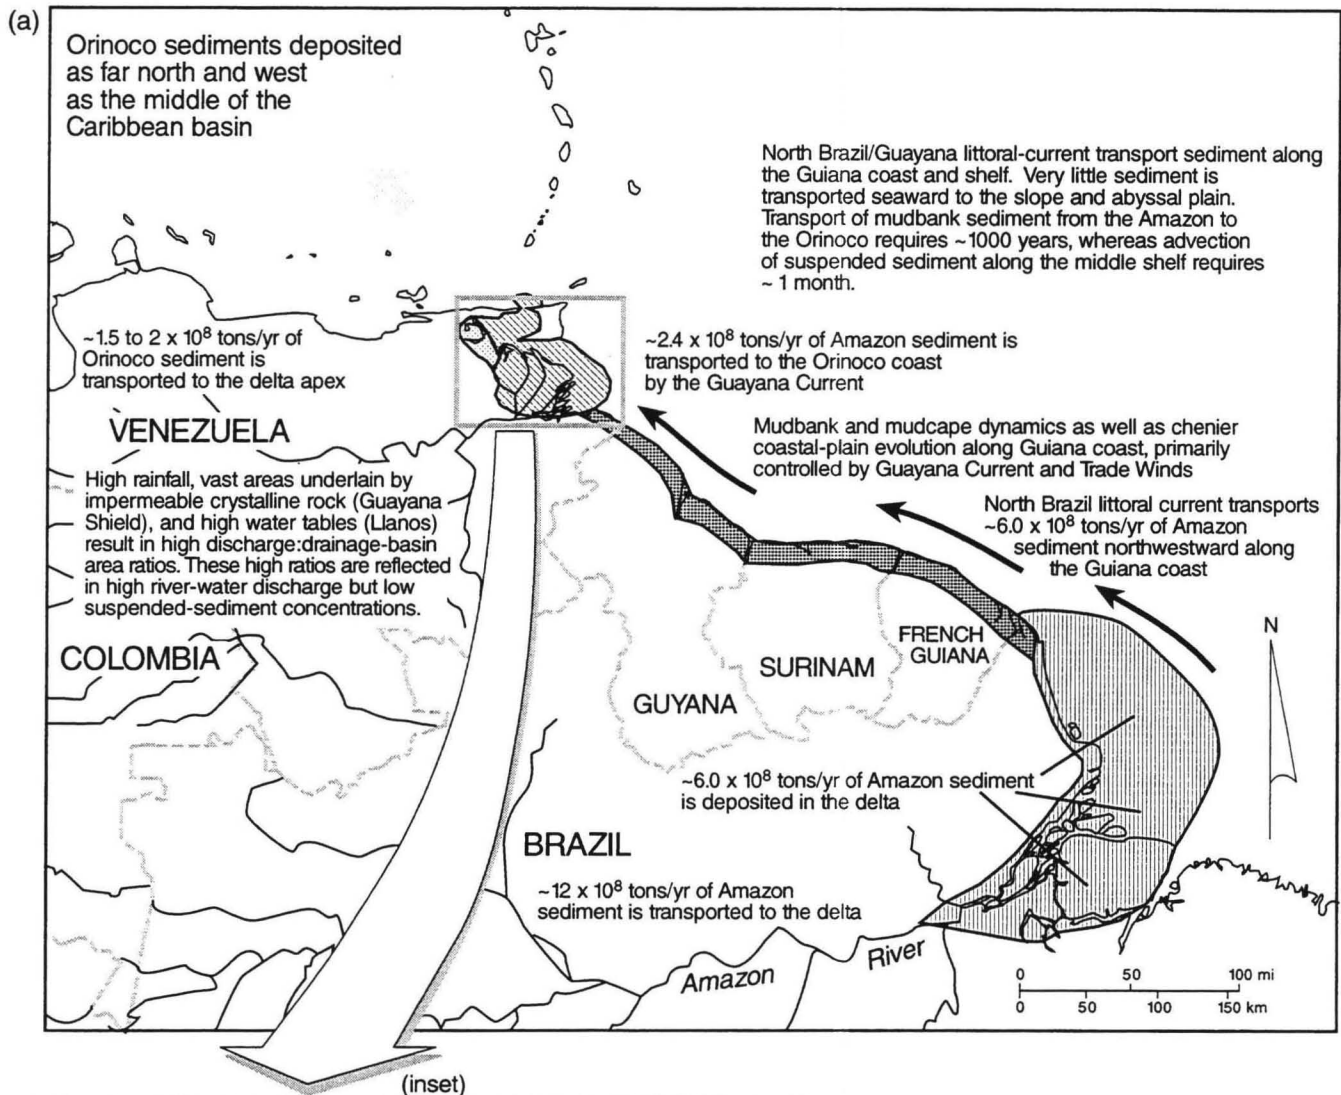 (a)
Orinoco sediments deposited
as far north and west
as the middle of the
Caribbean basin
North Brazil/Guayana littoral-current transport sediment along
the Guiana coast and shelf. Very little sediment is
transported seaward to the slope and abyssal plain.
Transport of mudbank sediment from the Amazon to
the Orinoco requires ~1000 years, whereas advection
of suspended sediment along the middle shelf requires
~ 1 month.
~1.5 to 2 x 10⁸ tons/yr of
Orinoco sediment is
transported to the delta apex
~2.4 x 10⁸ tons/yr of Amazon sediment is
transported to the Orinoco coast
by the Guayana Current
VENEZUELA
Mudbank and mudcape dynamics as well as chenier
coastal-plain evolution along Guiana coast, primarily
controlled by Guayana Current and Trade Winds
High rainfall, vast areas underlain by
impermeable crystalline rock (Guayana
Shield), and high water tables (Llanos)
result in high discharge:drainage-basin
area ratios. These high ratios are reflected
in high river-water discharge but low
suspended-sediment concentrations.
North Brazil littoral current transports
~6.0 x 10⁸ tons/yr of Amazon
sediment northwestward along
the Guiana coast
N
COLOMBIA
FRENCH
GUIANA
SURINAM
GUYANA
~6.0 x 10⁸ tons/yr of Amazon sediment
is deposited in the delta
BRAZIL
~12 x 10⁸ tons/yr of Amazon
sediment is transported to the delta
Amazon River
0 50 100 mi
0 50 100 150 km
(inset)